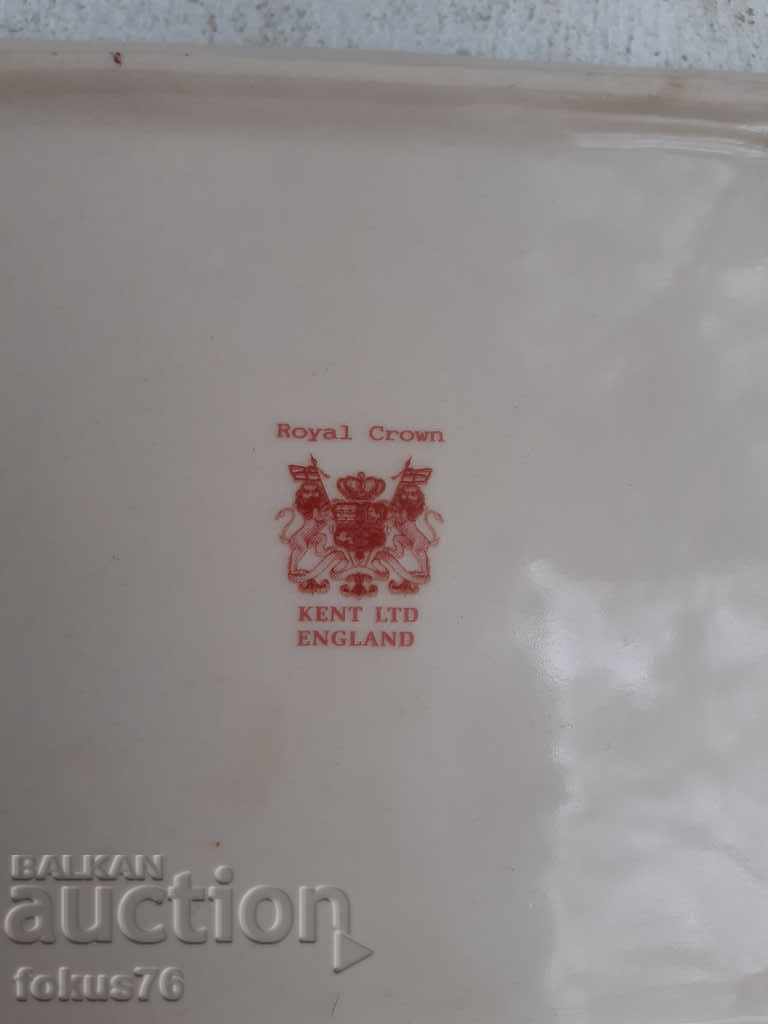 Royal Crown
KENT LTD
ENGLAND
BALKAN
auction
fokus76